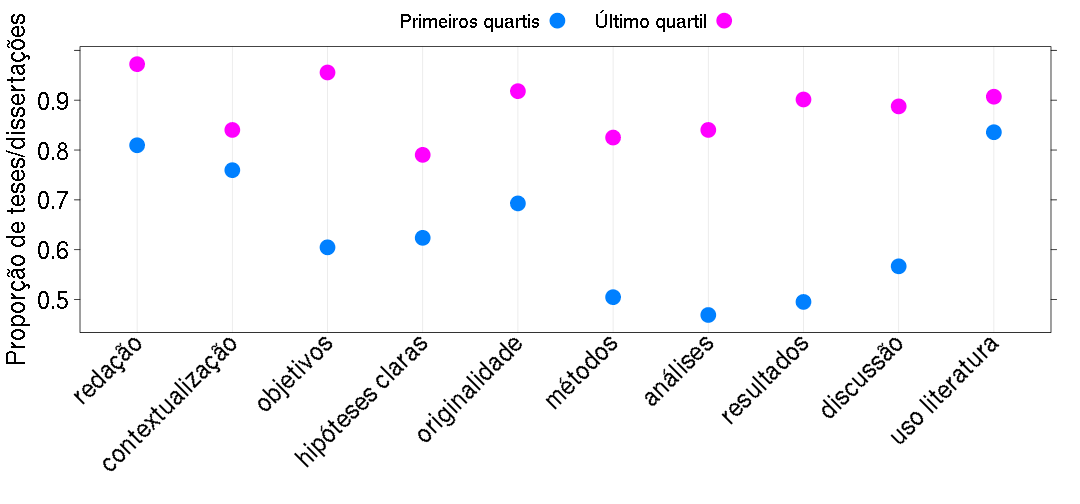 Primeiros quartis Último quartil
Proporção de teses/dissertações
0.9
0.8
0.7
0.6
0.5
redação
contextualização
objetivos
hipóteses claras
originalidade
métodos
análises
resultados
discussão
uso literatura